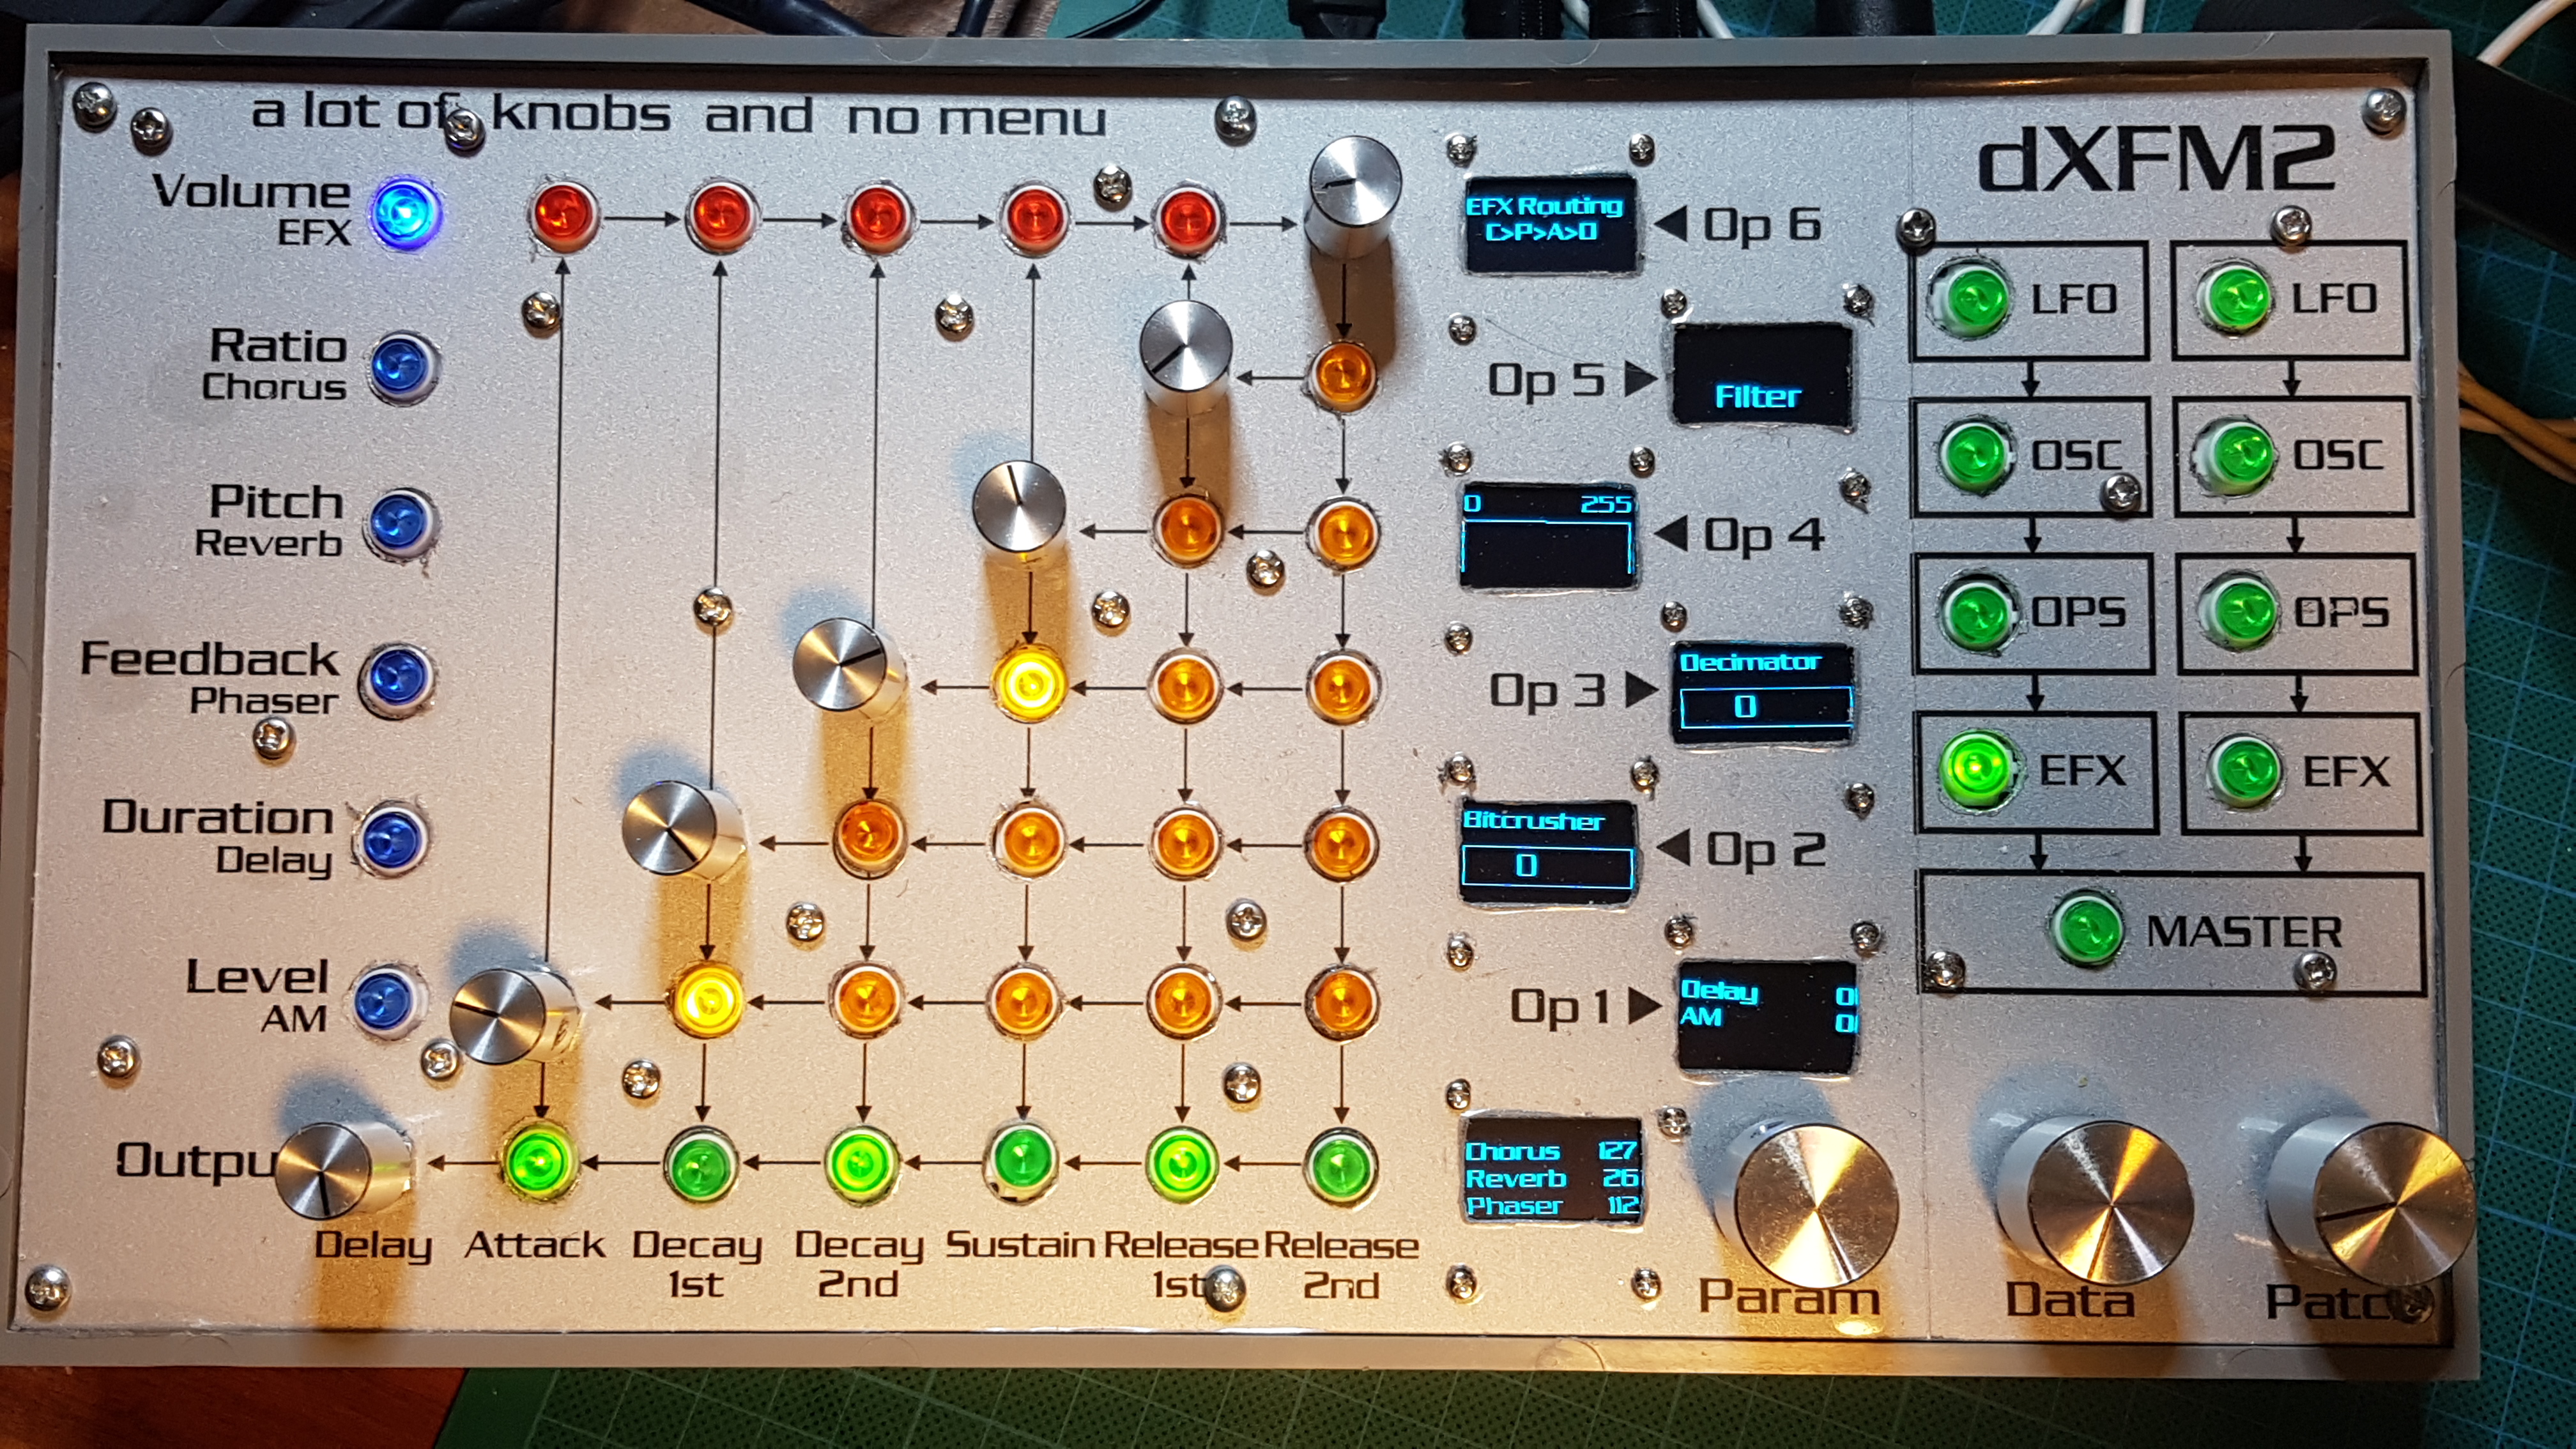 a lot of knobs and no menu
dXFM2
Volume
EFX
Ratio
Chorus
Pitch
Reverb
Feedback
Phaser
Duration
Delay
Level
AM
Output
Delay Attack Decay Decay Sustain Release Release
1st 2nd 1st 2nd
EFX Routing
C>P>A>D
Op 6
Op 5
Filter
0 255
Op 4
Op 3
Decimator
0
Bitcrusher
0
Op 2
Op 1
Delay 0
AM 0
Chorus 127
Reverb 26
Phaser 112
LFO LFO
OSC OSC
OPS OPS
EFX EFX
MASTER
Param Data